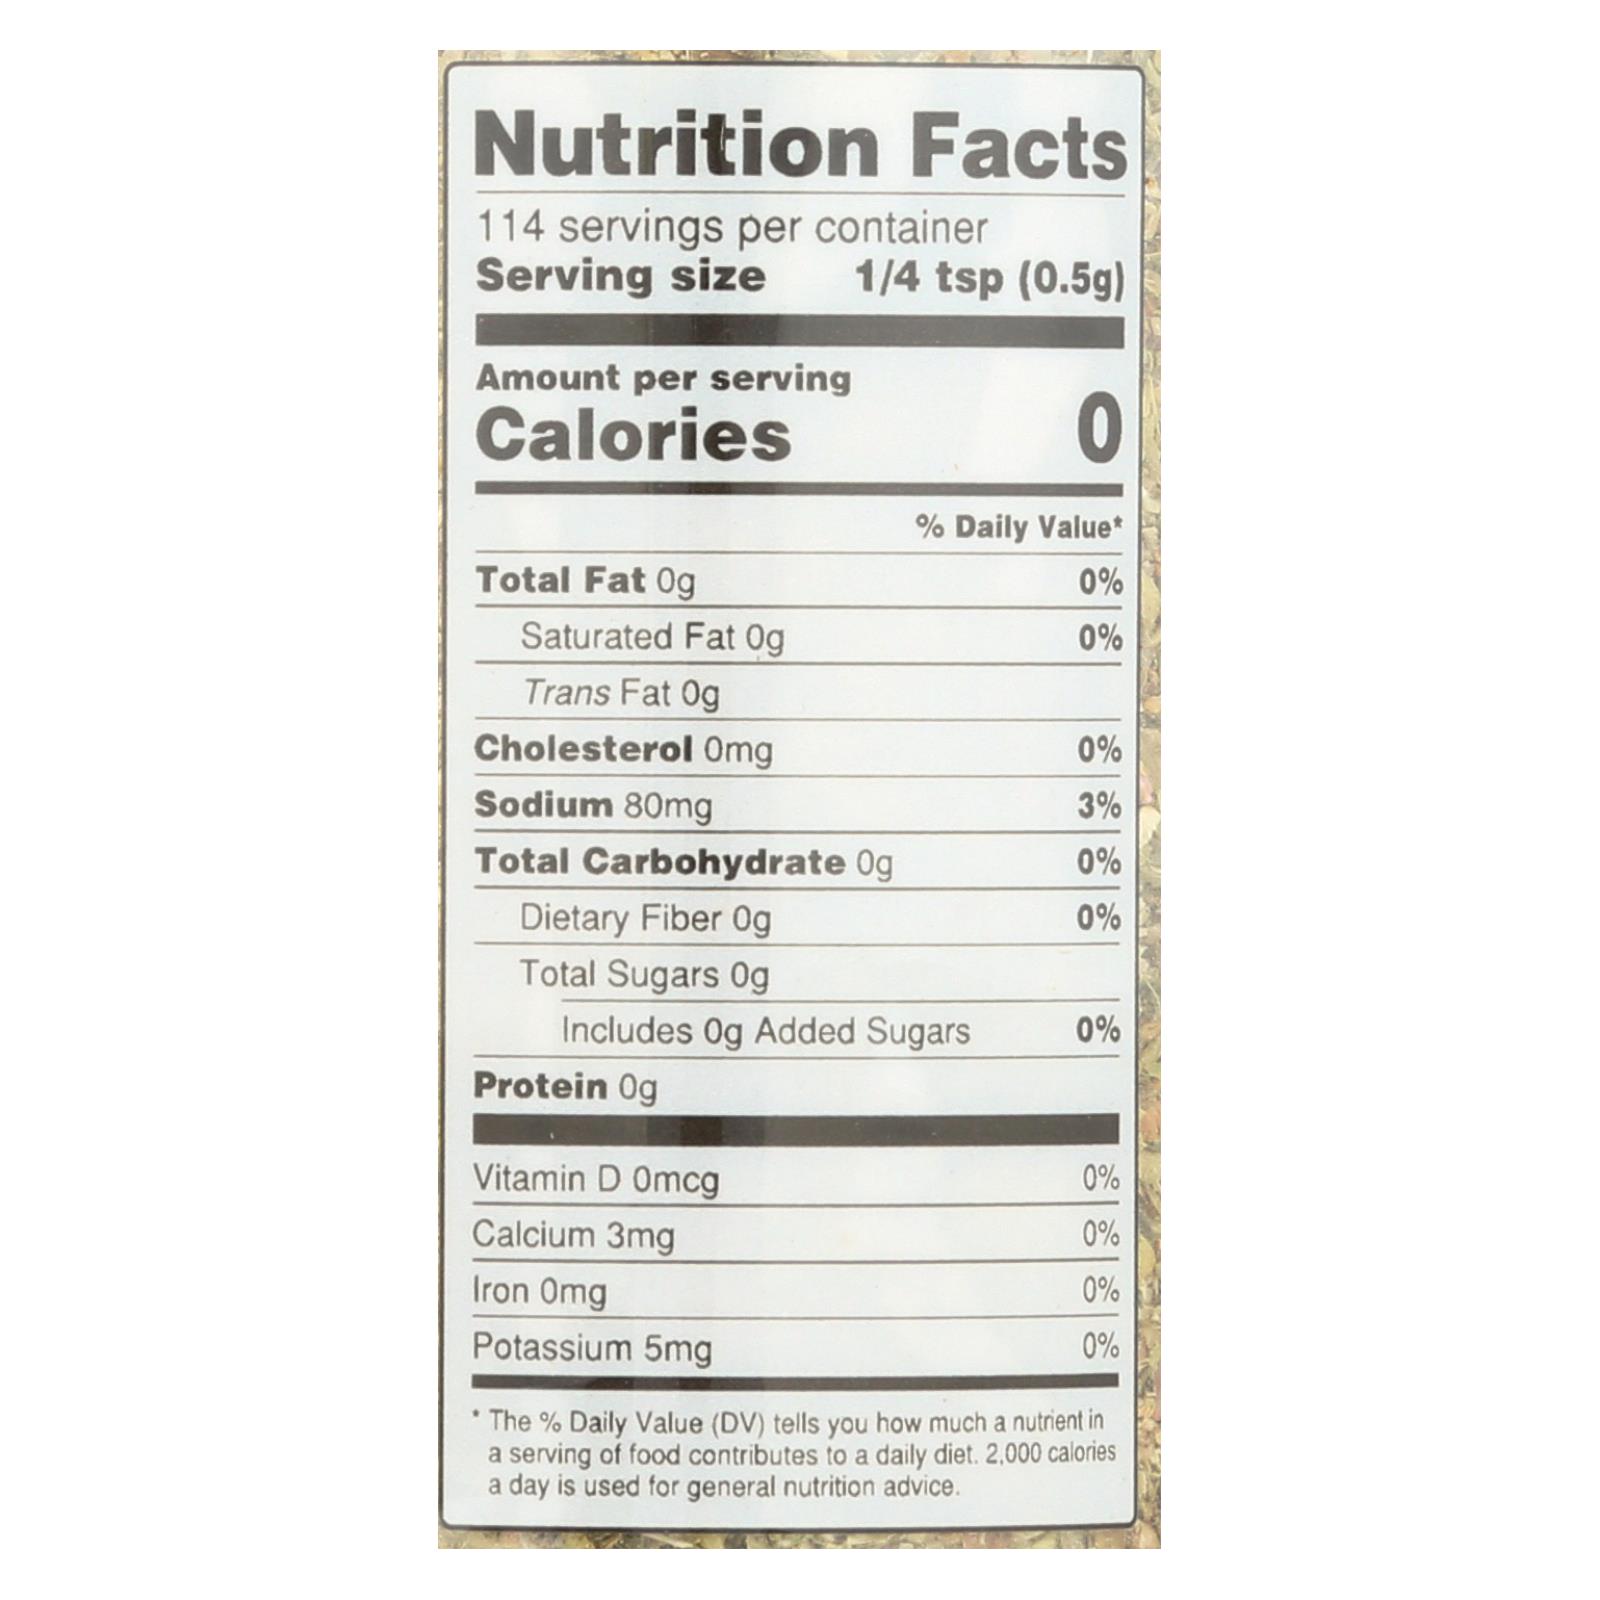 Nutrition Facts
114 servings per container
Serving size 1/4 tsp (0.5g)
Amount per serving
Calories 0
% Daily Value*
Total Fat 0g 0%
Saturated Fat 0g 0%
Trans Fat 0g
Cholesterol 0mg 0%
Sodium 80mg 3%
Total Carbohydrate 0g 0%
Dietary Fiber 0g 0%
Total Sugars 0g
Includes 0g Added Sugars 0%
Protein 0g
Vitamin D 0mcg 0%
Calcium 3mg 0%
Iron 0mg 0%
Potassium 5mg 0%
* The % Daily Value (DV) tells you how much a nutrient in
a serving of food contributes to a daily diet. 2,000 calories
a day is used for general nutrition advice.